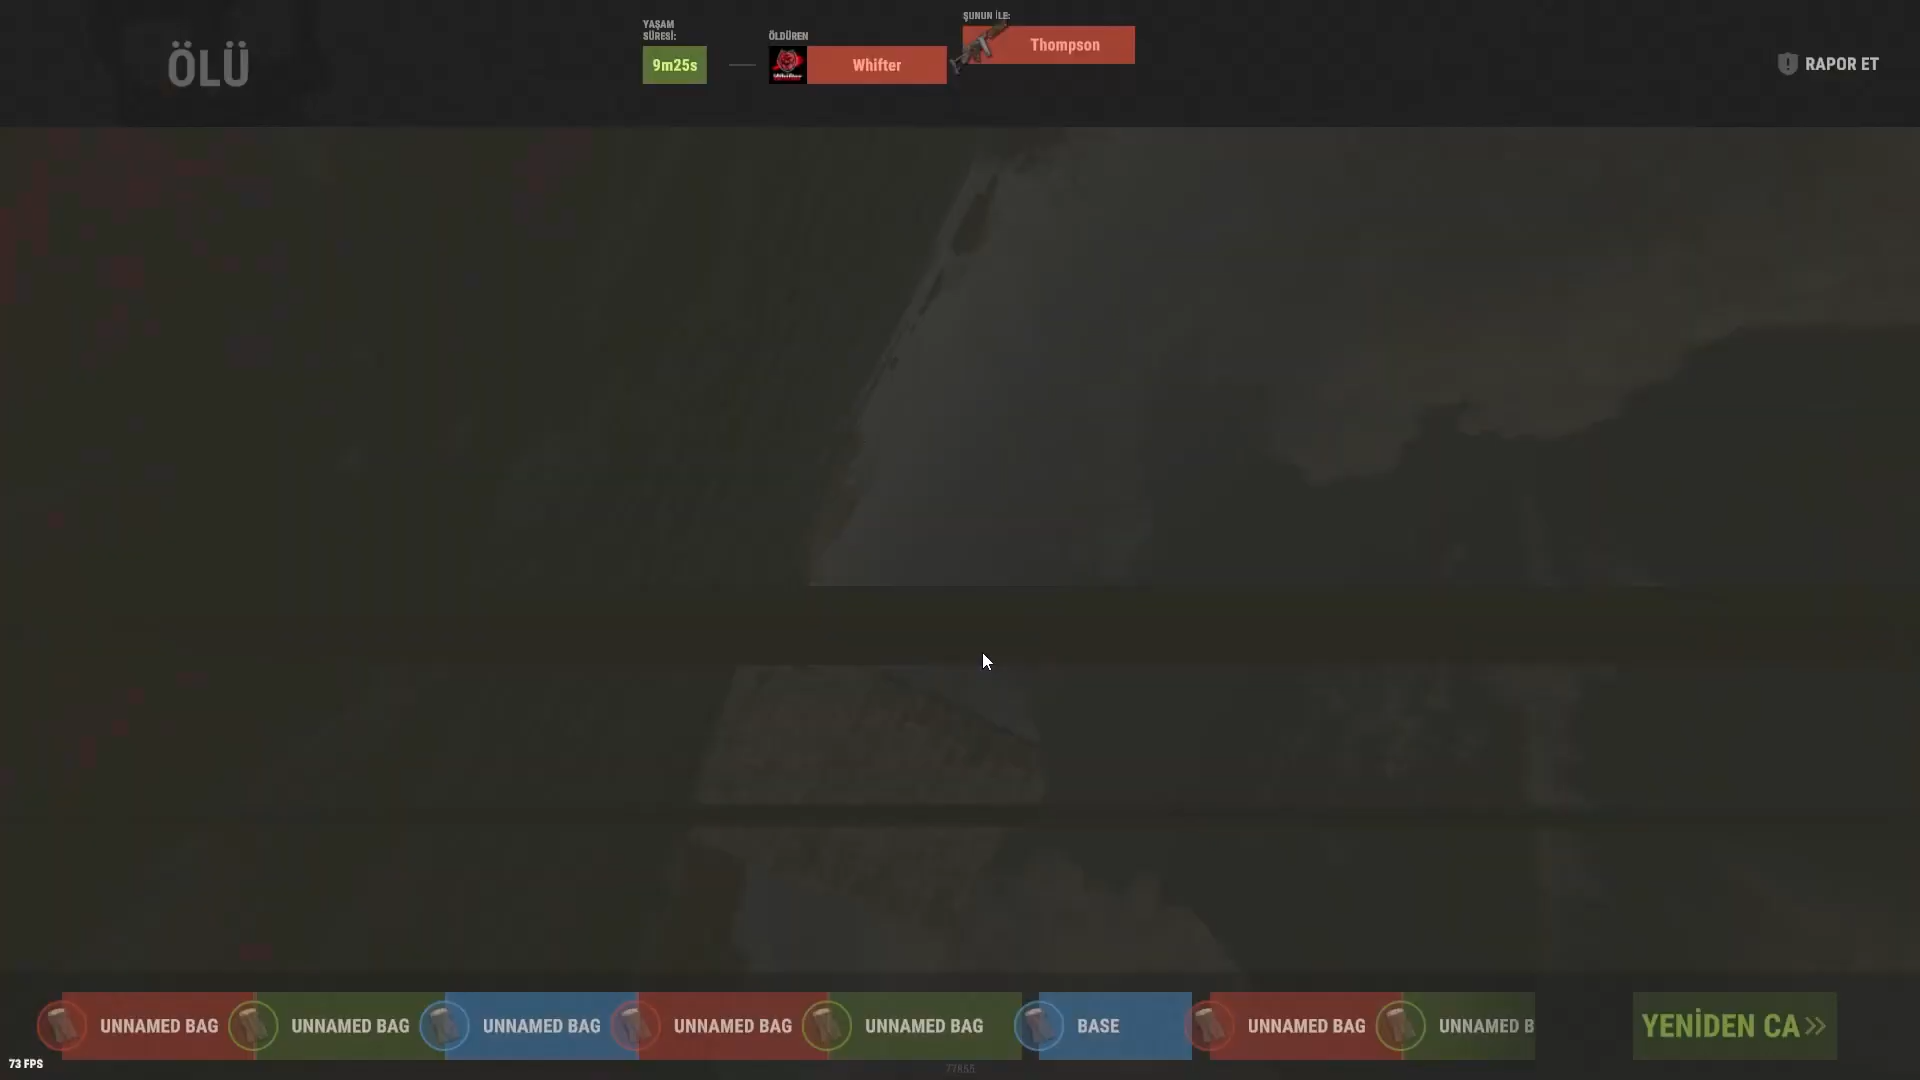 ÖLÜ
YAŞAM
SÜRESİ:
9m25s
ÖLDÜREN
Whifter
ŞUNUN İLE:
Thompson
RAPOR ET
UNNAMED BAG
UNNAMED BAG
UNNAMED BAG
UNNAMED BAG
UNNAMED BAG
BASE
UNNAMED BAG
UNNAMED B
YENİDEN CA
73 FPS